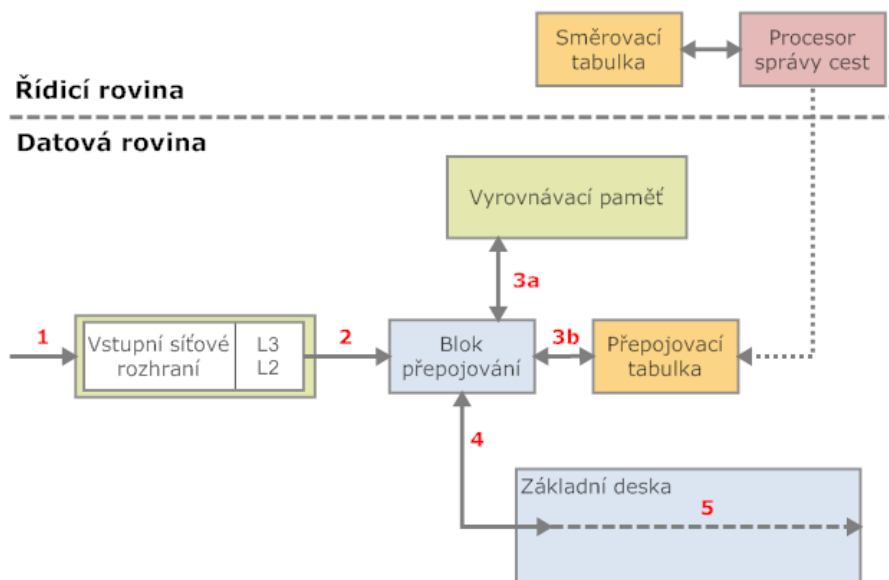 Směrovací
tabulka
Procesor
správy cest
Řídicí rovina
Datová rovina
Vyrovnávací paměť
3a
1
Vstupní síťové
rozhraní
L3
L2
2
Blok
přepojování
3b
Přepojovací
tabulka
4
Základní deska
5